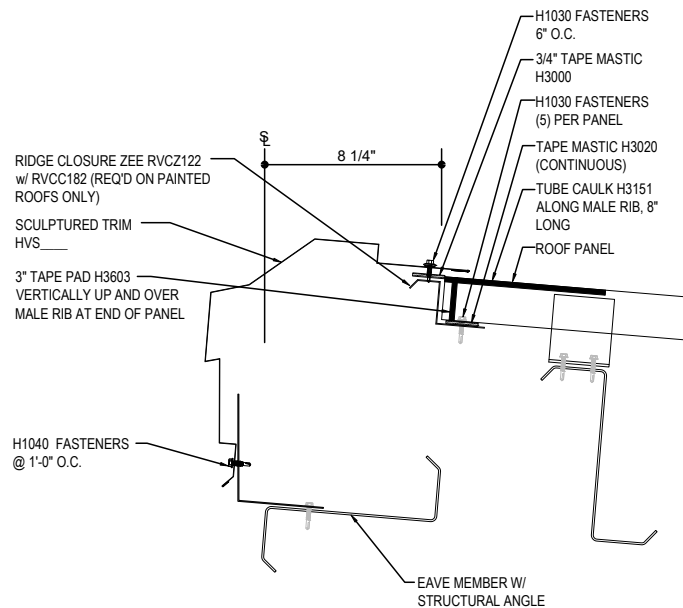 H1030 FASTENERS
6" O.C.
3/4" TAPE MASTIC
H3000
H1030 FASTENERS
(5) PER PANEL
TAPE MASTIC H3020
(CONTINUOUS)
TUBE CAULK H3151
ALONG MALE RIB, 8"
LONG
ROOF PANEL
℄
8 1/4"
RIDGE CLOSURE ZEE RVCZ122
w/ RVCC182 (REQ'D ON PAINTED
ROOFS ONLY)
SCULPTURED TRIM
HVS____
3" TAPE PAD H3603
VERTICALLY UP AND OVER
MALE RIB AT END OF PANEL
H1040 FASTENERS
@ 1'-0" O.C.
EAVE MEMBER W/
STRUCTURAL ANGLE